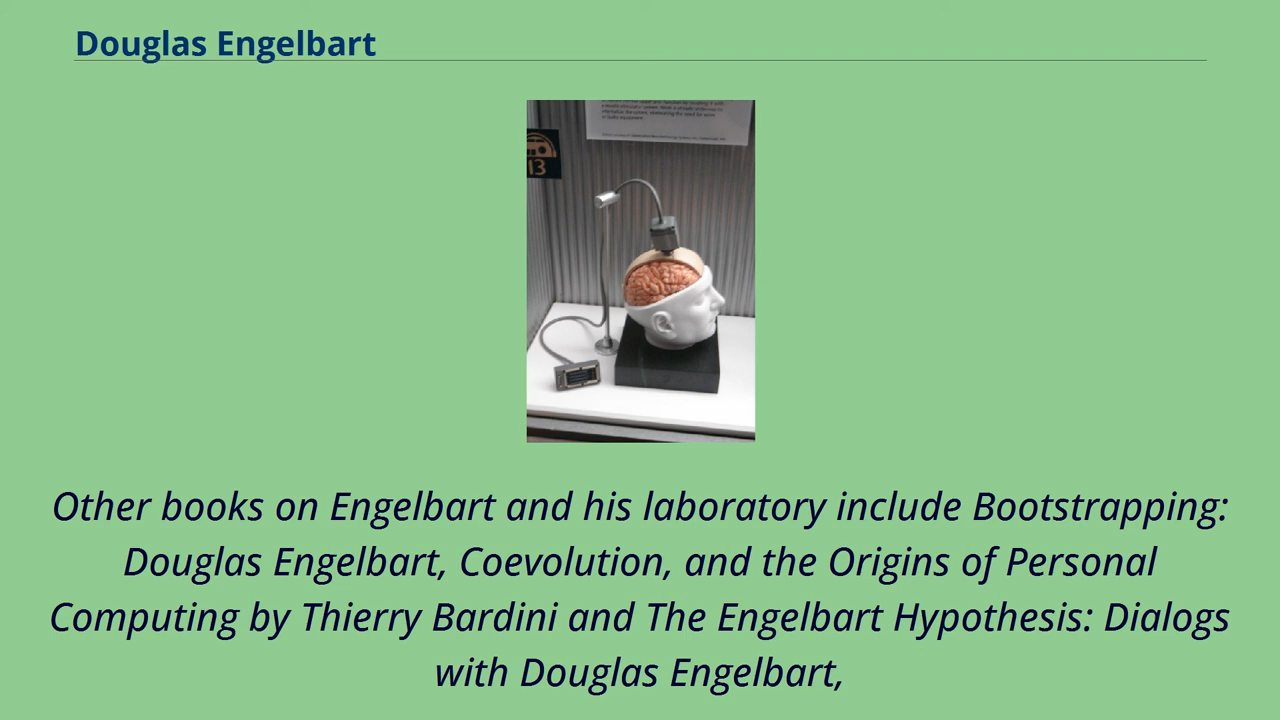 Douglas Engelbart
13
Other books on Engelbart and his laboratory include Bootstrapping:
Douglas Engelbart, Coevolution, and the Origins of Personal
Computing by Thierry Bardini and The Engelbart Hypothesis: Dialogs
with Douglas Engelbart,